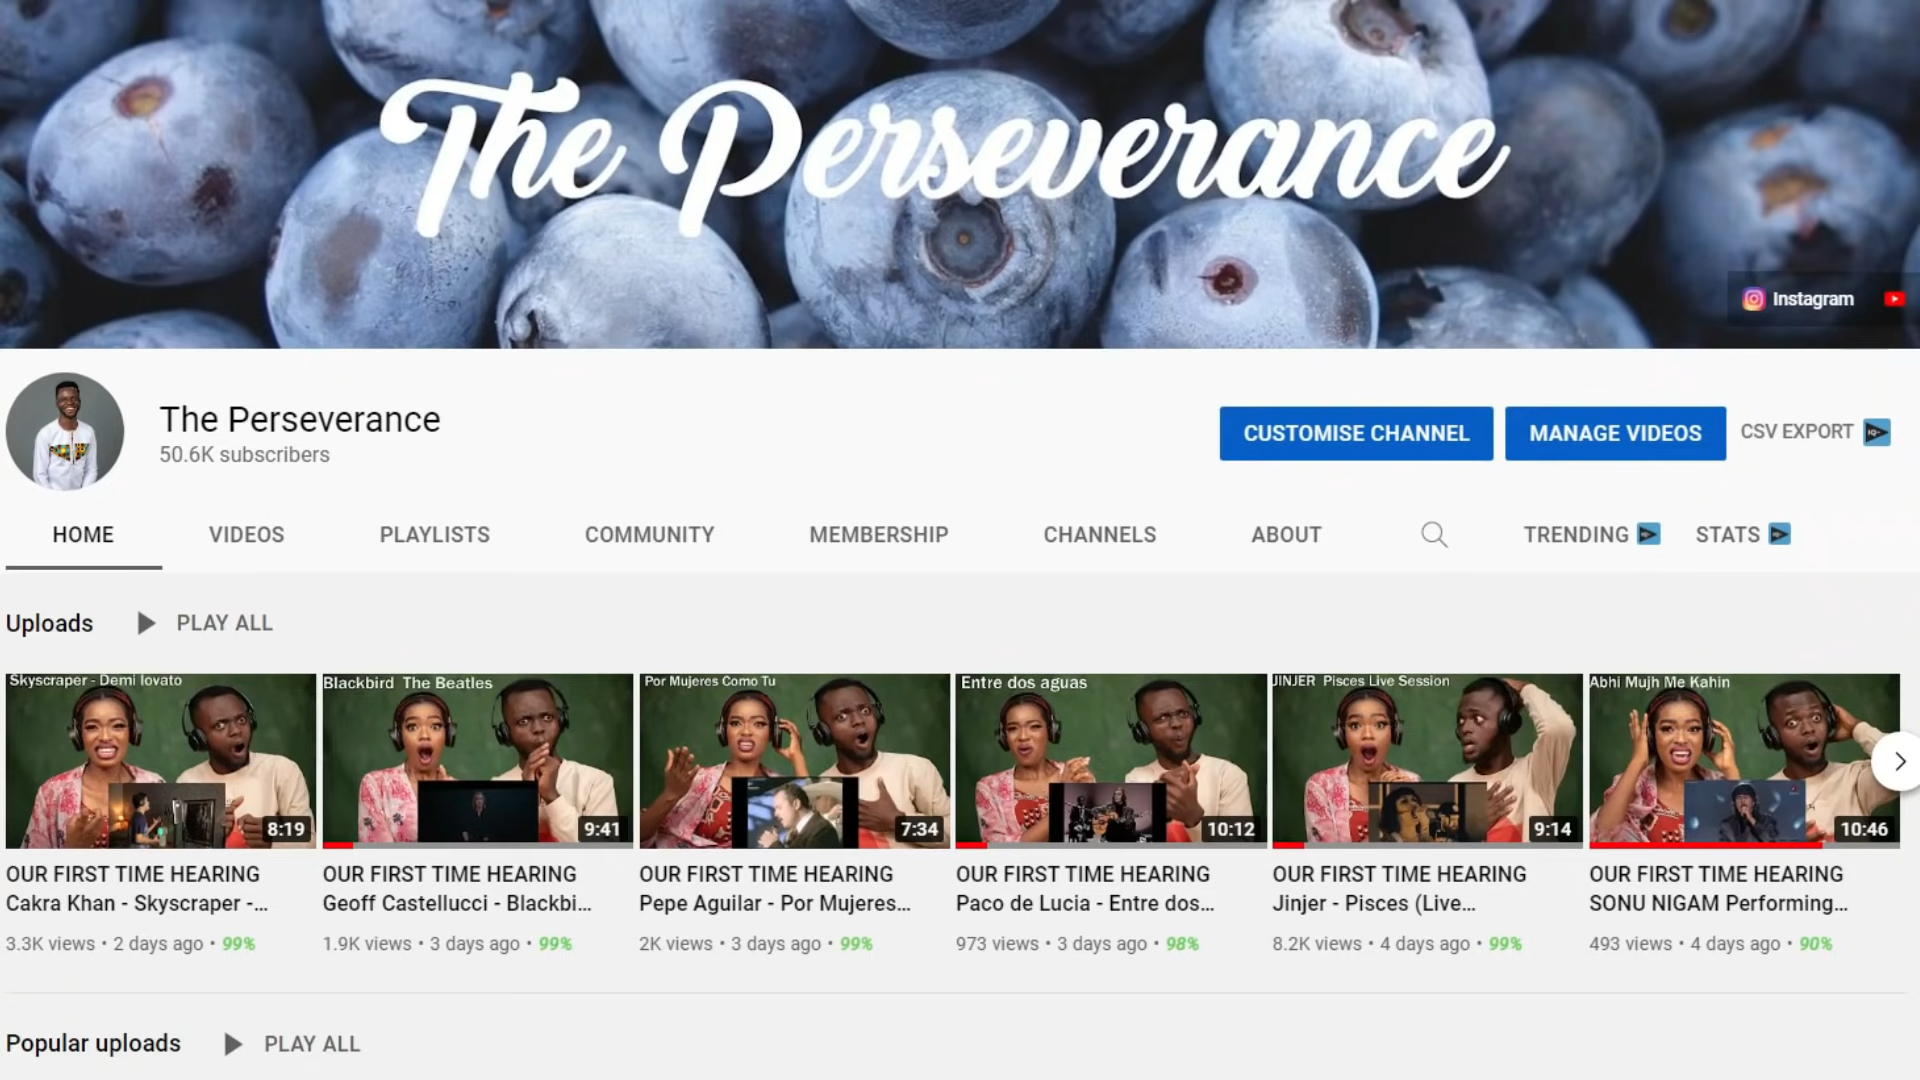 The Perseverance
Instagram
The Perseverance
50.6K subscribers
CUSTOMISE CHANNEL
MANAGE VIDEOS
CSV EXPORT
HOME
VIDEOS
PLAYLISTS
COMMUNITY
MEMBERSHIP
CHANNELS
ABOUT
TRENDING
STATS
Uploads
PLAY ALL
Skyscraper - Demi lovato
8:19
OUR FIRST TIME HEARING
Cakra Khan - Skyscraper -...
3.3K views • 2 days ago • 99%
Blackbird The Beatles
9:41
OUR FIRST TIME HEARING
Geoff Castellucci - Blackbi...
1.9K views • 3 days ago • 99%
Por Mujeres Como Tu
7:34
OUR FIRST TIME HEARING
Pepe Aguilar - Por Mujeres...
2K views • 3 days ago • 99%
Entre dos aguas
10:12
OUR FIRST TIME HEARING
Paco de Lucia - Entre dos...
973 views • 3 days ago • 98%
JINJER Pisces Live Session
9:14
OUR FIRST TIME HEARING
Jinjer - Pisces (Live...
8.2K views • 4 days ago • 99%
Abhi Mujh Me Kahin
10:46
OUR FIRST TIME HEARING
SONU NIGAM Performing...
493 views • 4 days ago • 90%
Popular uploads
PLAY ALL